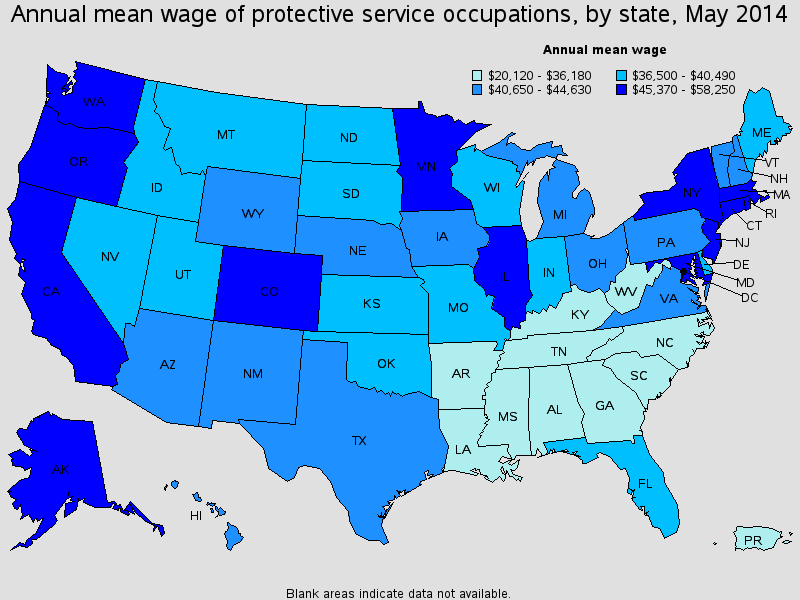 Annual mean wage of protective service occupations, by state, May 2014
Annual mean wage
$20,120 - $36,180 $36,500 - $40,490
$40,650 - $44,630 $45,370 - $58,250
WA
MT
ND
MN
ME
OR
ID
SD
WI
VT
NH
WY
MI
NY
MA
RI
CT
NV
UT
NE
IA
PA
NJ
CA
CO
KS
IL
IN
OH
DE
MD
MO
WV
VA
DC
KY
AZ
NM
OK
AR
TN
NC
SC
TX
MS
AL
GA
LA
AK
FL
HI
PR
Blank areas indicate data not available.